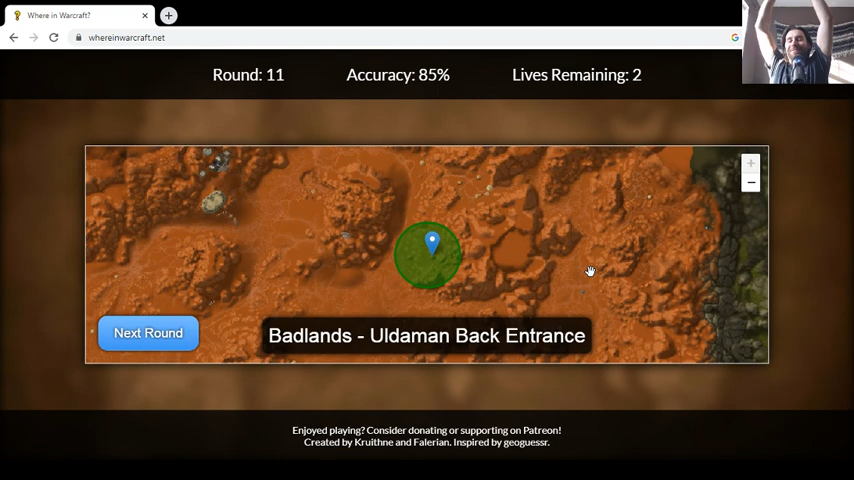 Where in Warcraft?
whereinwarcraft.net
Round: 11
Accuracy: 85%
Lives Remaining: 2
Next Round
Badlands - Uldaman Back Entrance
Enjoyed playing? Consider donating or supporting on Patreon!
Created by Kruithne and Falerian. Inspired by geoguessr.